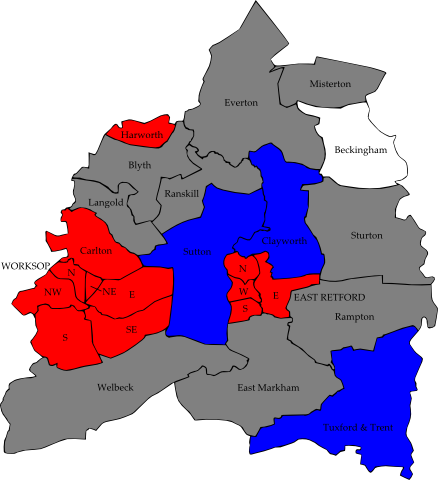 Misterton
Everton
Harworth
Beckingham
Blyth
Ranskill
Langold
Sturton
Clayworth
Carlton
Sutton
WORKSOP
N
N
NW
NE
E
W
E
EAST RETFORD
S
Rampton
SE
S
Welbeck
East Markham
Tuxford & Trent